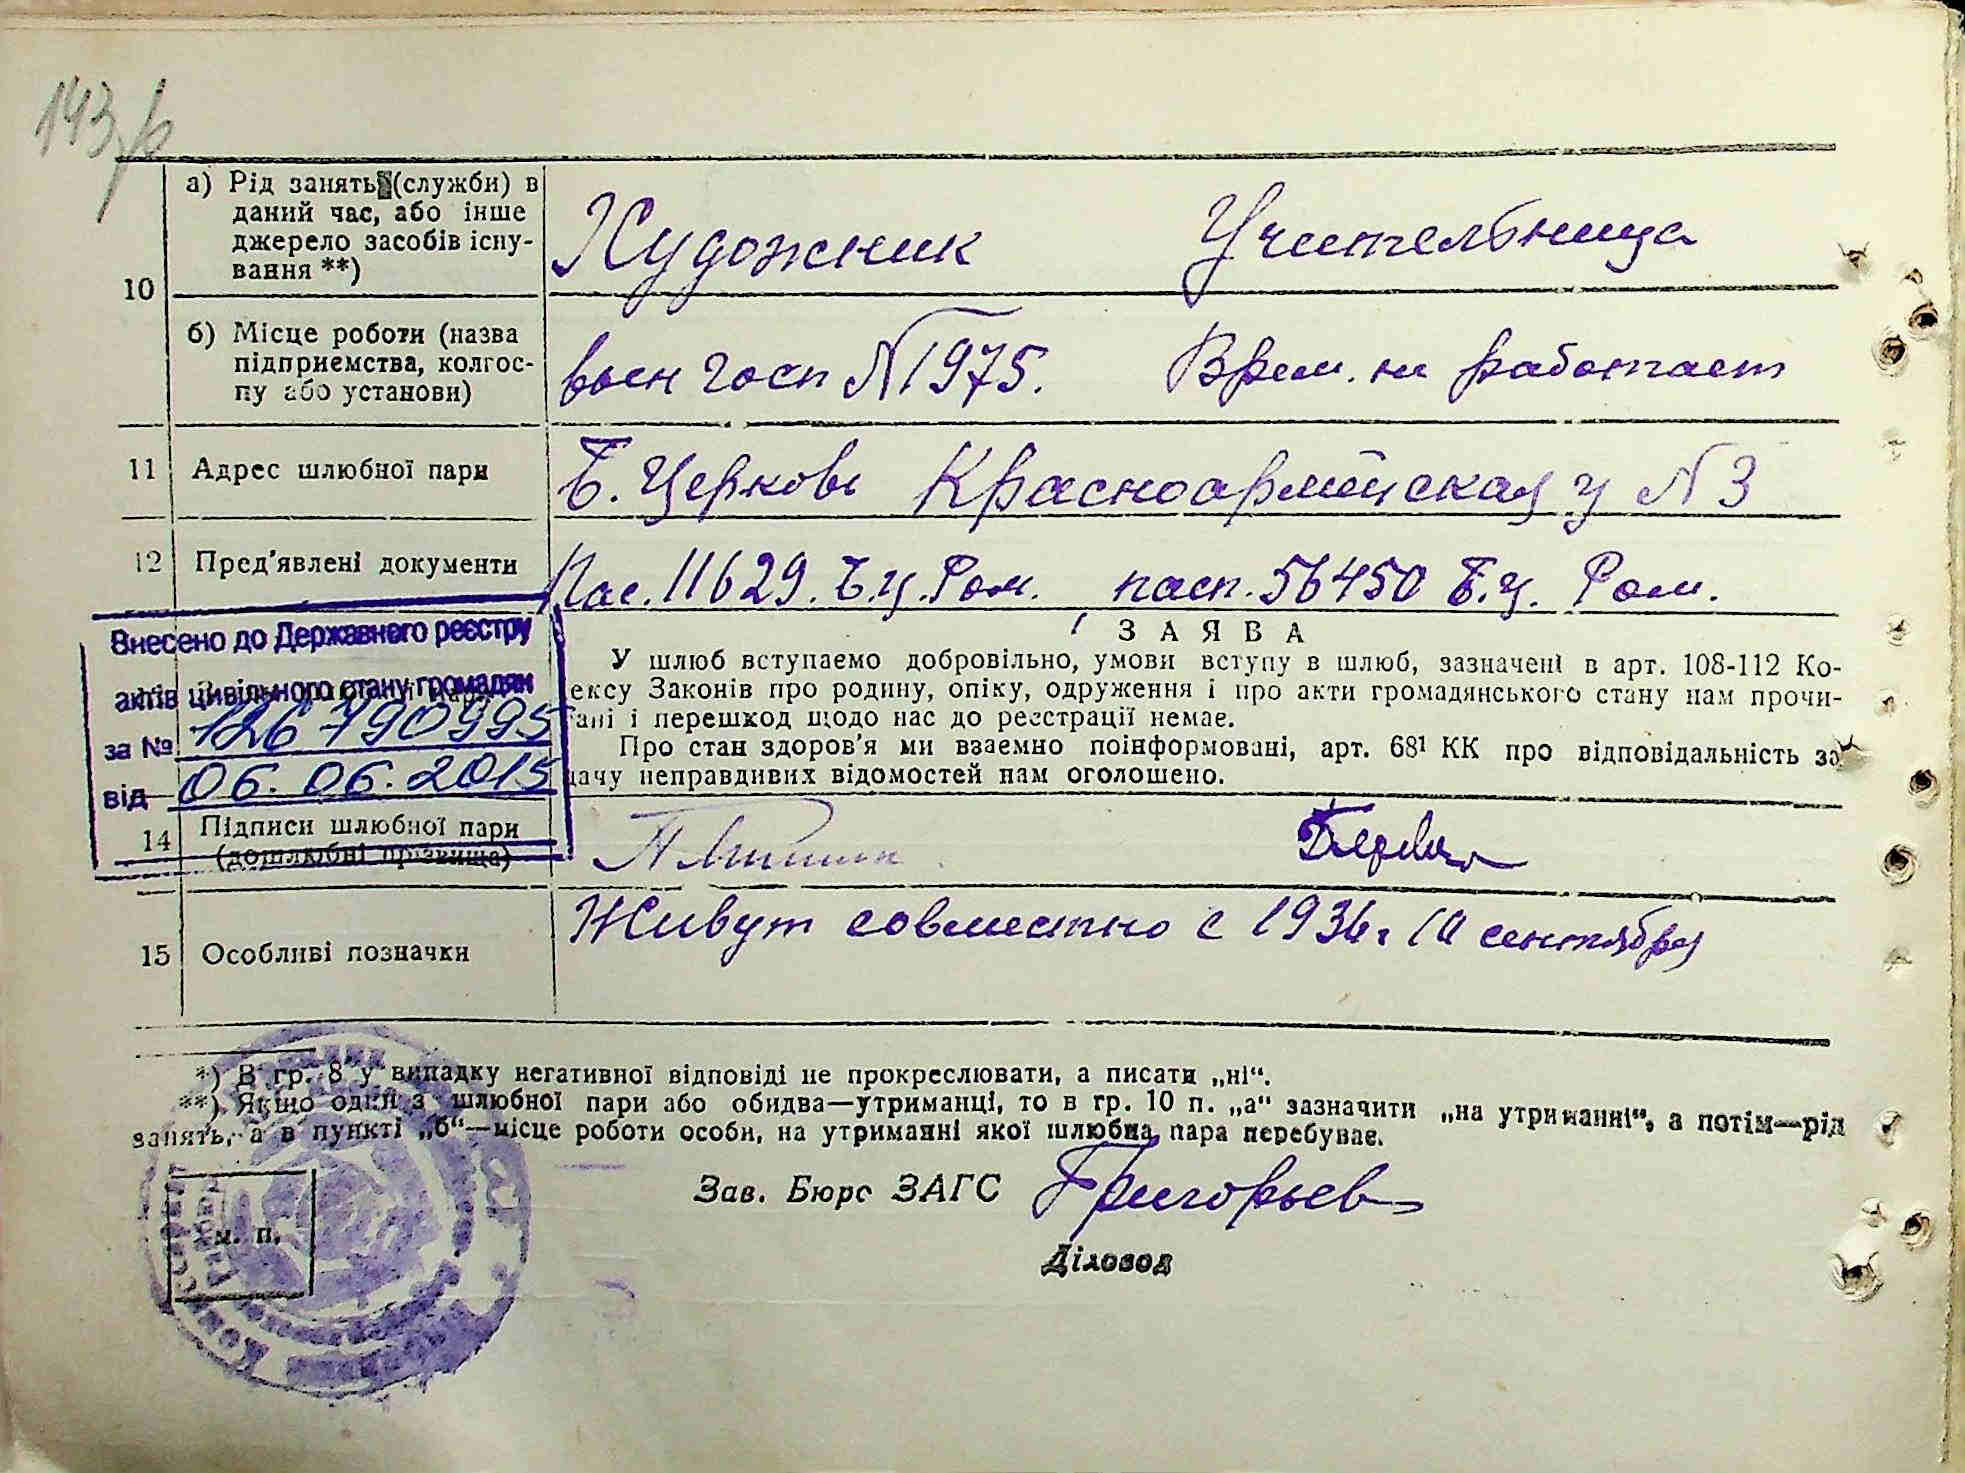 143
10
а) Рід занять (служби) в
даний час, або інше
джерело засобів існу-
вання **)
Художник Учительница
б) Місце роботи (назва
підприємства, колгос-
пу або установи)
воен госп №1975. Врем. не работает
11 Адрес шлюбної пари Б. Церковь Красноармейская у №3
12 Пред'явлені документи Пас. 11629. Б.Ц. Ром. пасп. 56450 Б.Ц. Ром.
Внесено до Державного реєстру
актів цивільного стану громадян
за № 126790995
від 06.06.2015
ЗАЯВА
У шлюб вступаємо добровільно, умови вступу в шлюб, зазначені в арт. 108-112 Ко-
ексу Законів про родину, опіку, одруження і про акти громадянського стану нам прочи-
ані і перешкод щодо нас до реєстрації немає.
Про стан здоров'я ми взаємно поінформовані, арт. 68¹ КК про відповідальність за
дачу неправдивих відомостей нам оголошено.
14 Підписи шлюбної пари
(дошлюбні прізвища)
15 Особливі позначки Живут совместно с 1936 г 10 сентября
*) В гр. 8 у випадку негативної відповіді не прокреслювати, а писати „ні“.
**) Якщо один з шлюбної пари або обидва—утриманці, то в гр. 10 п. „а“ зазначити „на утриманні“, а потім—рід
занять, а в пункті „б“—місце роботи особи, на утриманні якої шлюбна пара перебуває.
Зав. Бюро ЗАГС Григорьев
Діловод
м. п.